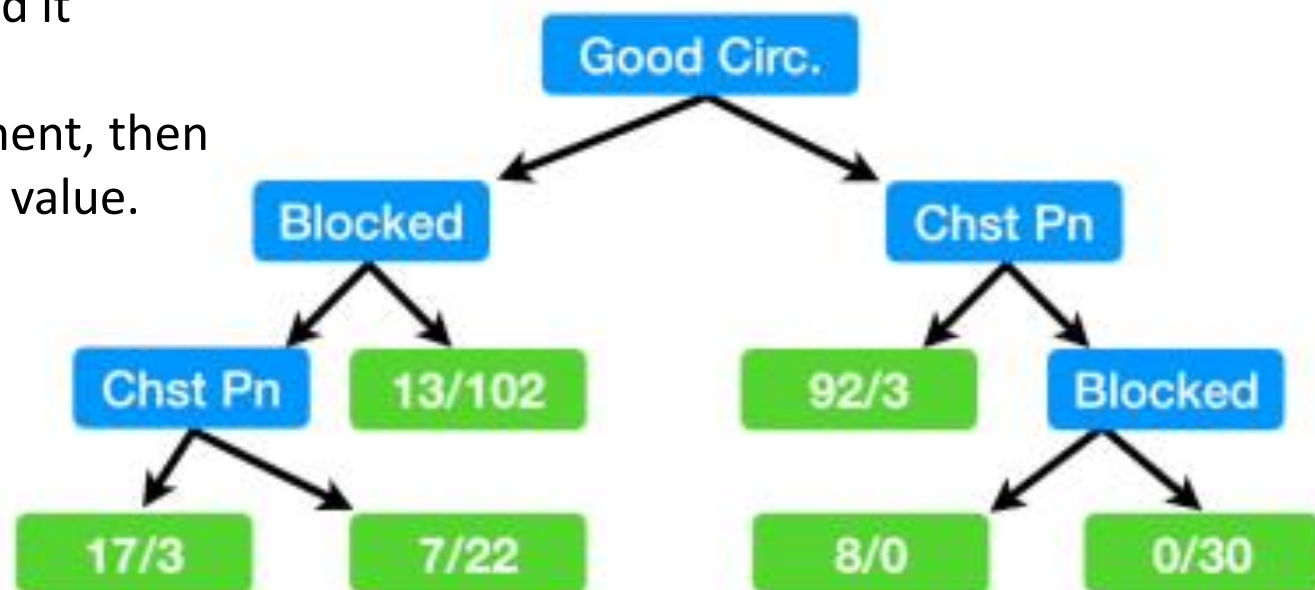 d it
nent, then
value.
Good Circ.
Blocked
Chst Pn
Chst Pn
13/102
92/3
Blocked
17/3
7/22
8/0
0/30